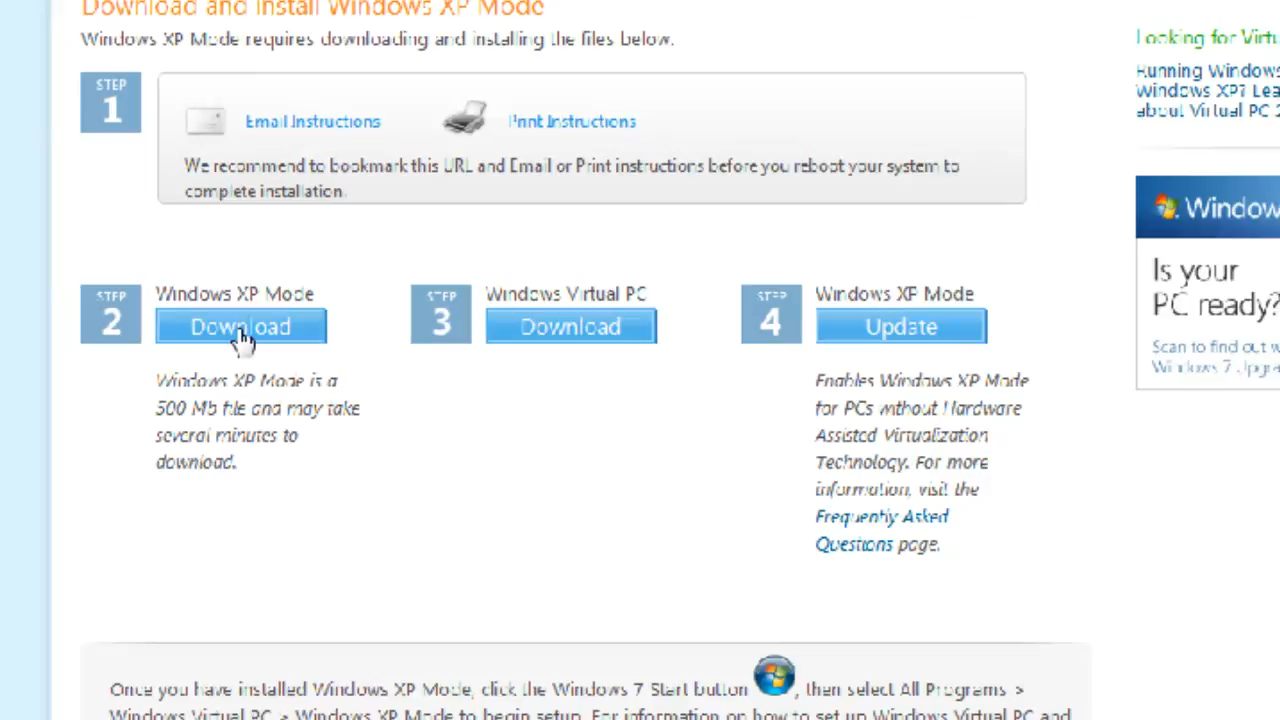 Download and Install Windows XP Mode
Windows XP Mode requires downloading and installing the files below.
STEP
1
Email Instructions
Print Instructions
We recommend to bookmark this URL and Email or Print instructions before you reboot your system to
complete installation.
STEP
2
Windows XP Mode
Download
Windows XP Mode is a
500 Mb file and may take
several minutes to
download.
STEP
3
Windows Virtual PC
Download
STEP
4
Windows XP Mode
Update
Enables Windows XP Mode
for PCs without Hardware
Assisted Virtualization
Technology. For more
information, visit the
Frequently Asked
Questions page.
Looking for Virtu
Running Windows
Windows XP? Lea
about Virtual PC 2
Window
Is your
PC ready?
Scan to find out w
Windows 7 Upgra
Once you have installed Windows XP Mode, click the Windows 7 Start button , then select All Programs >
Windows Virtual PC > Windows XP Mode to begin setup. For information on how to set up Windows Virtual PC and